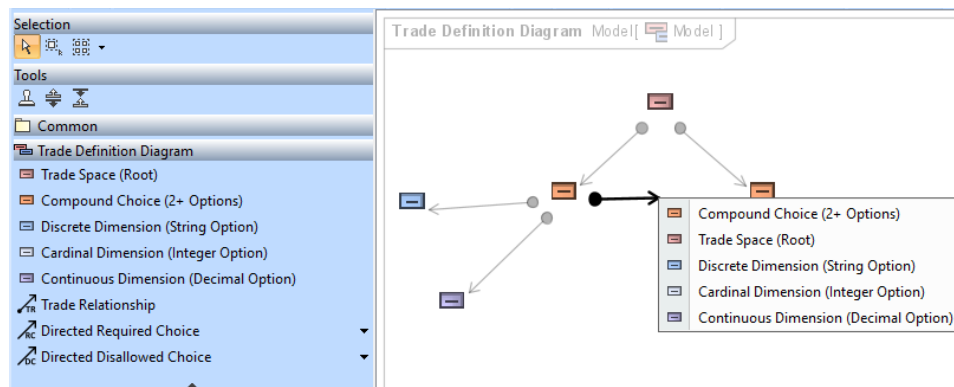 Selection
Tools
Common
Trade Definition Diagram
Trade Space (Root)
Compound Choice (2+ Options)
Discrete Dimension (String Option)
Cardinal Dimension (Integer Option)
Continuous Dimension (Decimal Option)
TR Trade Relationship
RC Directed Required Choice
DC Directed Disallowed Choice
Trade Definition Diagram Model[ Model ]
Compound Choice (2+ Options)
Trade Space (Root)
Discrete Dimension (String Option)
Cardinal Dimension (Integer Option)
Continuous Dimension (Decimal Option)